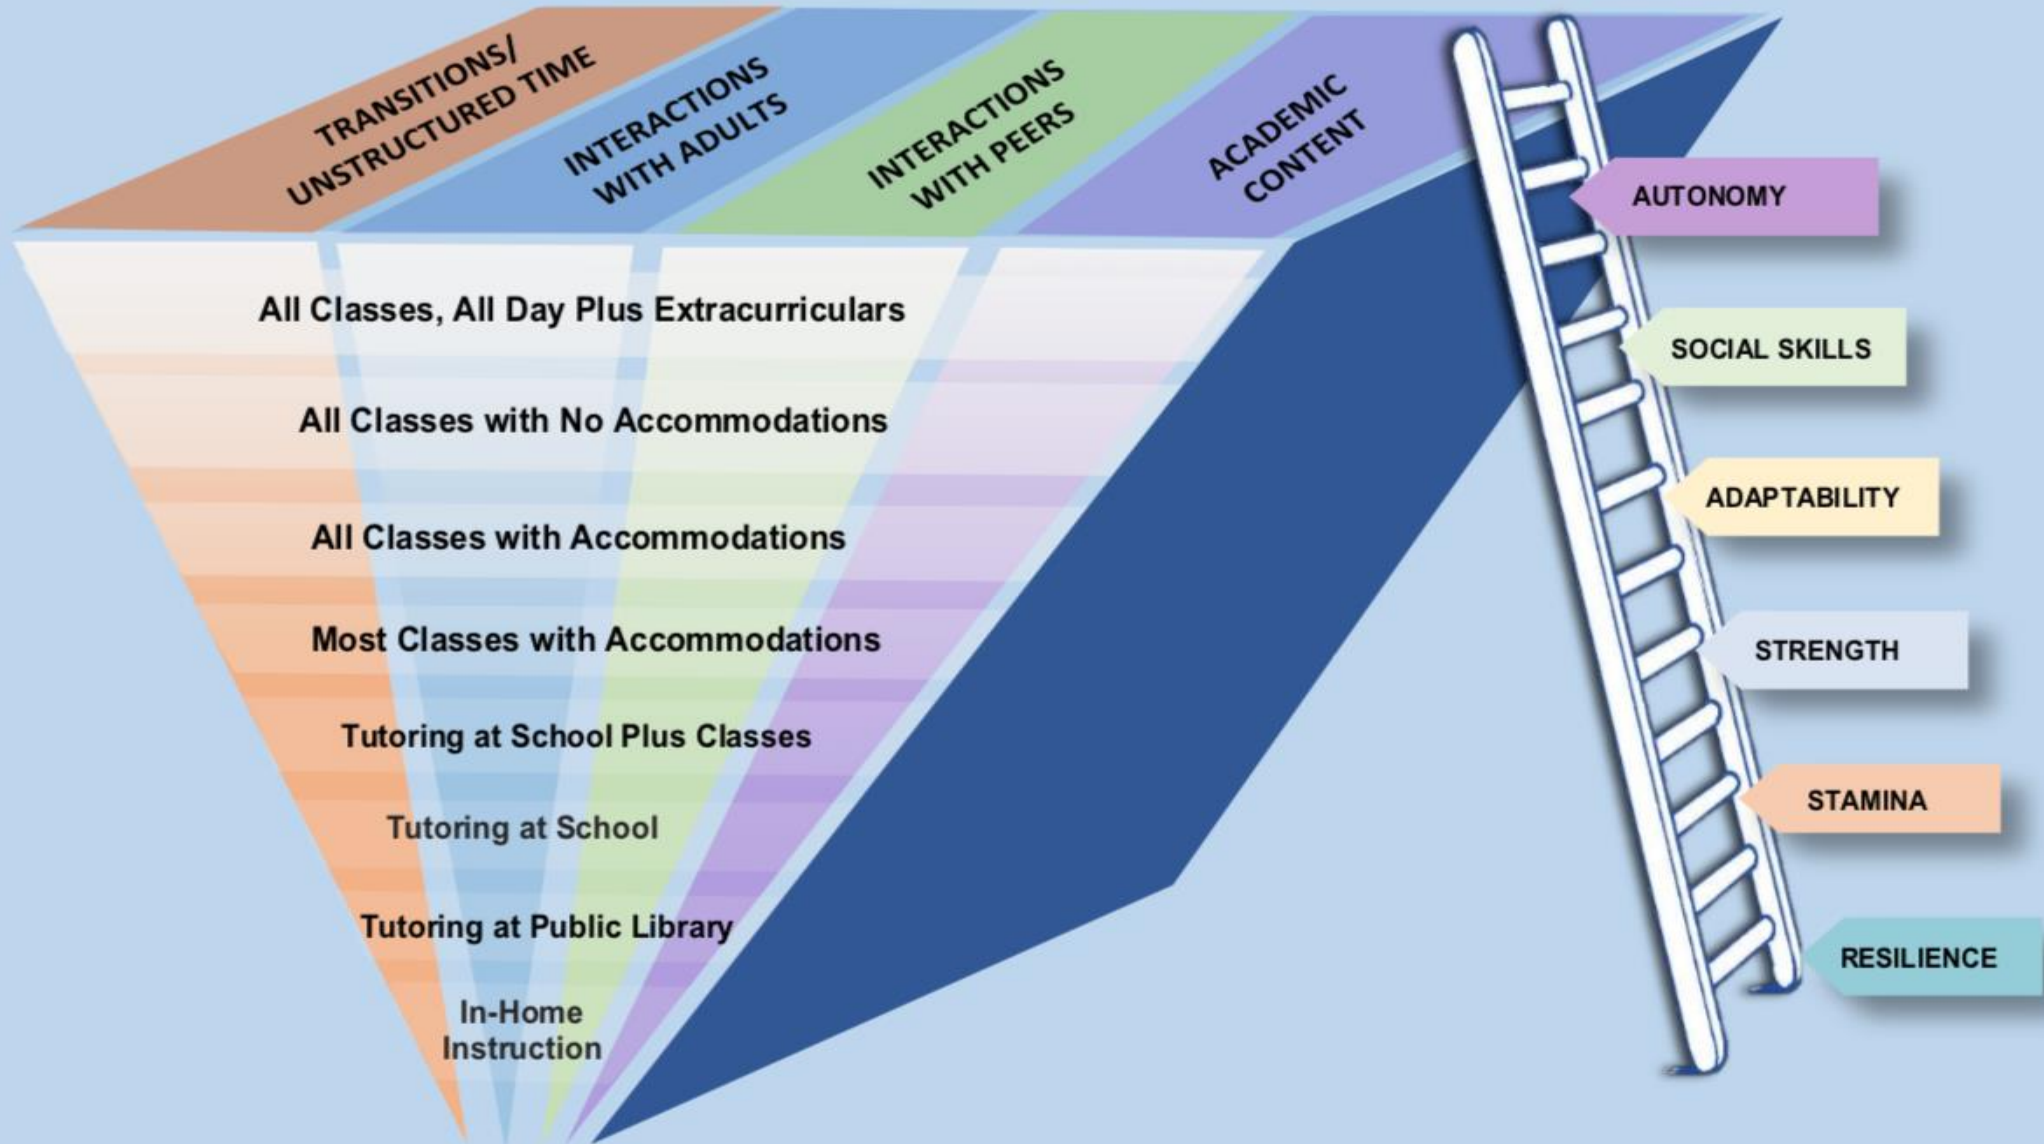 TRANSITIONS/
UNSTRUCTURED TIME
INTERACTIONS
WITH ADULTS
INTERACTIONS
WITH PEERS
ACADEMIC
CONTENT
All Classes, All Day Plus Extracurriculars
All Classes with No Accommodations
All Classes with Accommodations
Most Classes with Accommodations
Tutoring at School Plus Classes
Tutoring at School
Tutoring at Public Library
In-Home
Instruction
AUTONOMY
SOCIAL SKILLS
ADAPTABILITY
STRENGTH
STAMINA
RESILIENCE